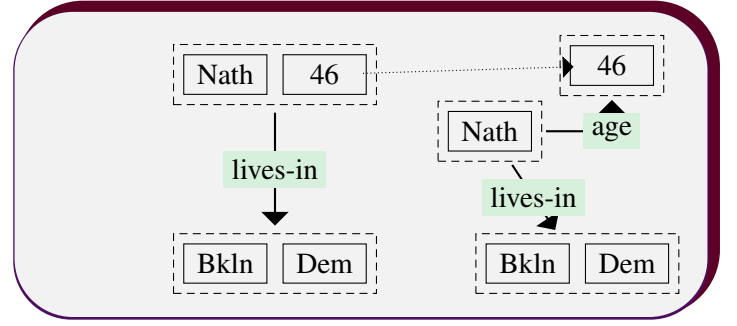 Nath 46
lives-in
Bkln Dem
46
Nath
age
lives-in
Bkln Dem